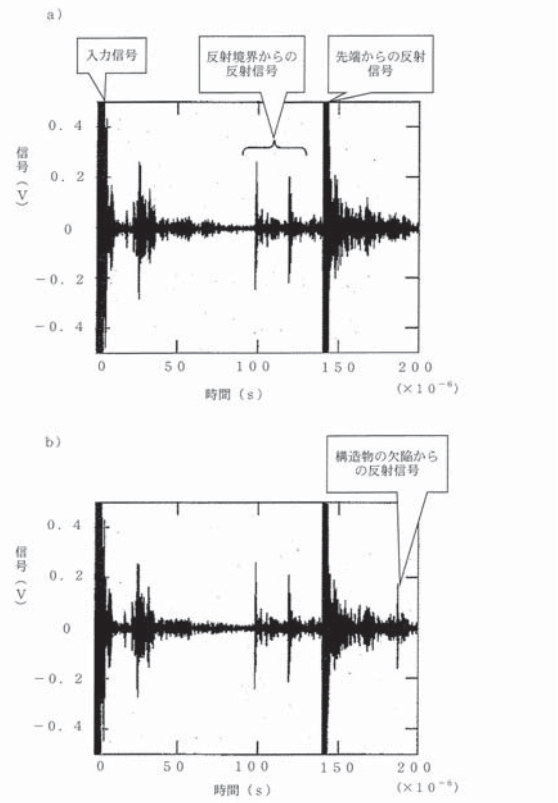 a)
入力信号
反射境界からの
反射信号
先端からの反射
信号
0.4
0.2
0
-0.2
-0.4
信号(V)
0
50
100
150
200
時間(s)
(×10⁻⁶)
b)
構造物の欠陥から
の反射信号
0.4
0.2
0
-0.2
-0.4
信号(V)
0
50
100
150
200
時間(s)
(×10⁻⁶)